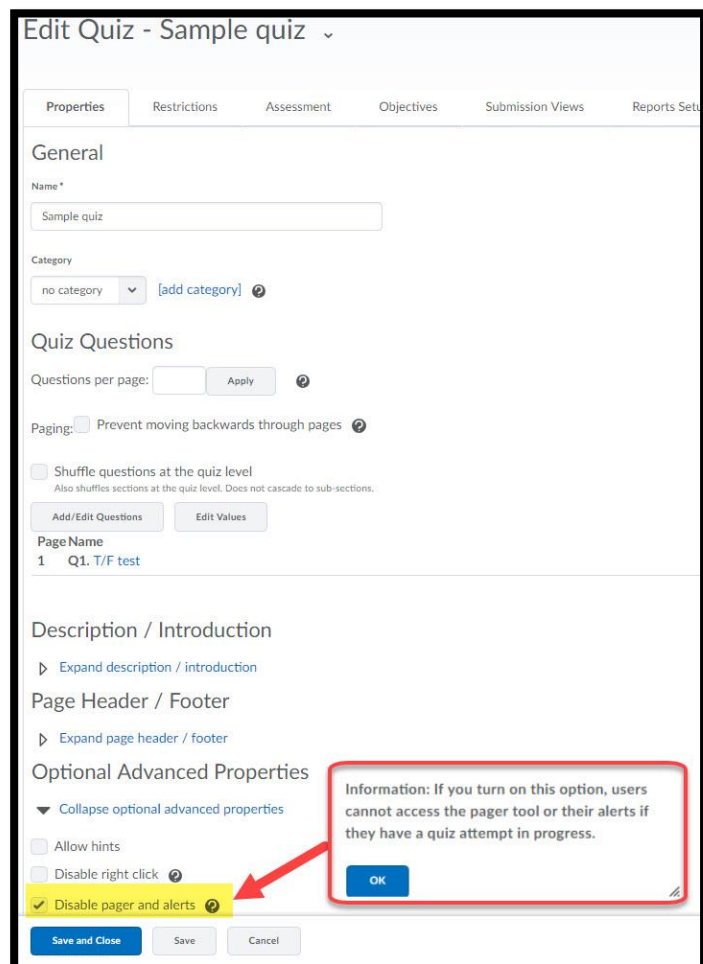 Edit Quiz - Sample quiz
Properties Restrictions Assessment Objectives Submission Views Reports Setu
General
Name *
Sample quiz
Category
no category [add category]
Quiz Questions
Questions per page: Apply
Paging: Prevent moving backwards through pages
Shuffle questions at the quiz level
Also shuffles sections at the quiz level. Does not cascade to sub-sections.
Add/Edit Questions Edit Values
Page Name
1 Q1. T/F test
Description / Introduction
Expand description / introduction
Page Header / Footer
Expand page header / footer
Optional Advanced Properties
Collapse optional advanced properties
Information: If you turn on this option, users
cannot access the pager tool or their alerts if
they have a quiz attempt in progress.
OK
Allow hints
Disable right click
Disable pager and alerts
Save and Close Save Cancel